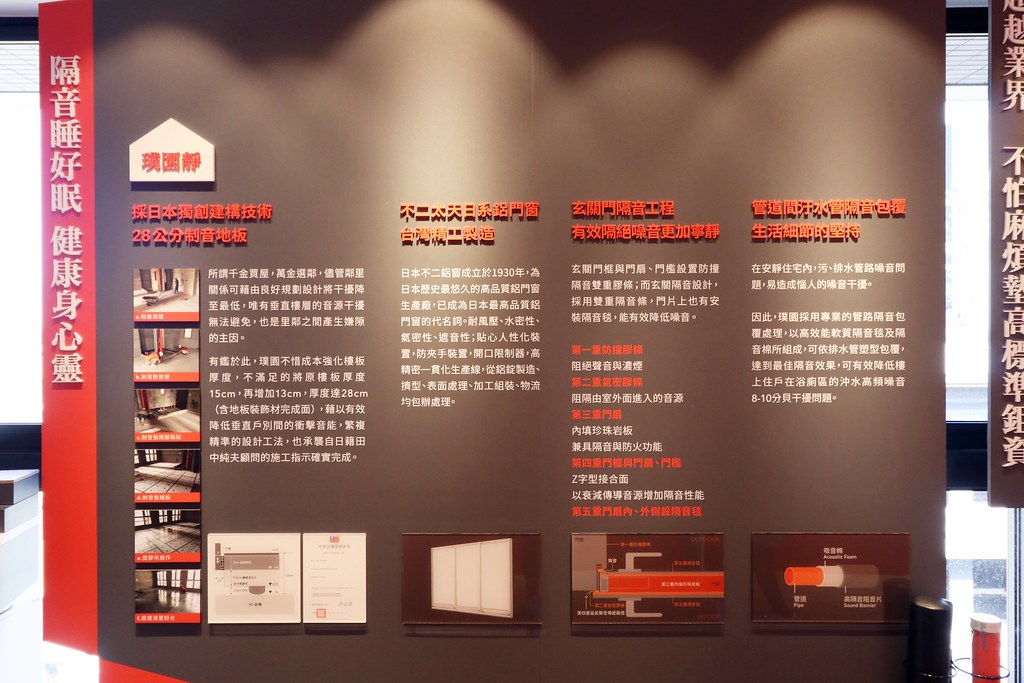 隔音睡好眠 健康身心靈
璞園靜
採日本獨創建構技術
28公分制音地板
所謂千金買屋，萬金選鄰，儘管鄰里
關係可藉由良好規劃設計將干擾降
至最低，唯有垂直樓層的音源干擾
無法避免，也是里鄰之間產生嫌隙
的主因。
有鑑於此，璞園不惜成本強化樓板
厚度，不滿足的將原樓板厚度
15cm，再增加13cm，厚度達28cm
（含地板裝飾材完成面），藉以有效
降低垂直戶別間的衝擊音能，繁複
精準的設計工法，也承襲自日籍田
中純夫顧問的施工指示確實完成。
不二太天日系鋁門窗
台灣精工製造
日本不二鋁窗成立於1930年，為
日本歷史最悠久的高品質鋁門窗
生產廠，已成為日本最高品質鋁
門窗的代名詞。耐風壓、水密性、
氣密性、遮音性；貼心人性化裝
置，防夾手裝置，開口限制器，高
精密一貫化生產線，從鋁錠製造、
擠型、表面處理、加工組裝、物流
均包辦處理。
玄關門隔音工程
有效隔絕噪音更加寧靜
玄關門框與門扇、門檻設置防撞
隔音雙重膠條；而玄關隔音設計，
採用雙重隔音條，門片上也有安
裝隔音毯，能有效降低噪音。
第一重防撞膠條
阻絕聲音與濃煙
第二重氣密膠條
阻隔由室外面進入的音源
第三重門扇
內填珍珠岩板
兼具隔音與防火功能
第四重門框與門扇、門檻
Z字型接合面
以衰減傳導音源增加隔音性能
第五重門扇內、外側設隔音毯
管道間汙水管隔音包覆
生活細節的堅持
在安靜住宅內，污、排水管路噪音問
題，易造成惱人的噪音干擾。
因此，璞園採用專業的管路隔音包
覆處理，以高效能軟質隔音毯及隔
音棉所組成，可依排水管塑型包覆，
達到最佳隔音效果，可有效降低樓
上住戶在浴廁區的沖水高頻噪音
8-10分貝干擾問題。
吸音棉
Acoustic Foam
管道
Pipe
高隔音阻音片
Sound Barrier
越業界 不怕麻煩墊高標準